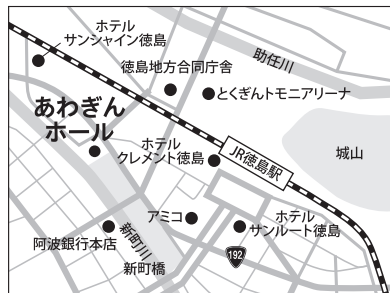 ホテル
サンシャイン徳島
徳島地方合同庁舎
助任川
とくぎんトモニアリーナ
あわぎん
ホール
ホテル
クレメント徳島
JR徳島駅
城山
アミコ
ホテル
サンルート徳島
阿波銀行本店
新町川
新町橋
192